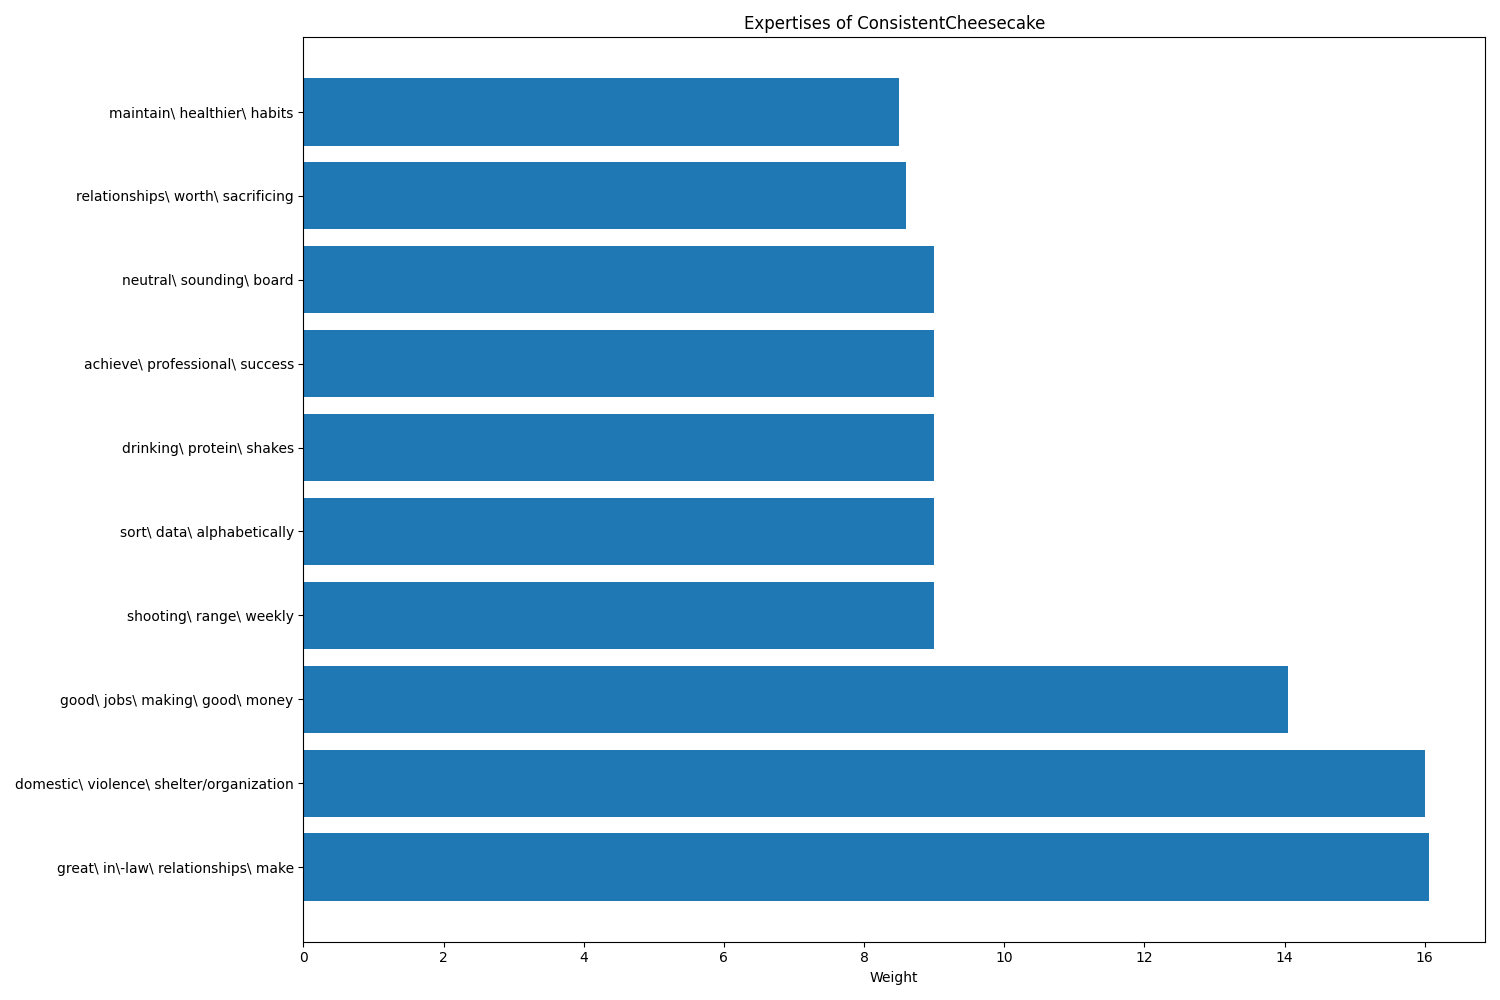 Expertises of ConsistentCheesecake
maintain\ healthier\ habits
relationships\ worth\ sacrificing
neutral\ sounding\ board
achieve\ professional\ success
drinking\ protein\ shakes
sort\ data\ alphabetically
shooting\ range\ weekly
good\ jobs\ making\ good\ money
domestic\ violence\ shelter/organization
great\ in\-law\ relationships\ make
0 2 4 6 8 10 12 14 16
Weight